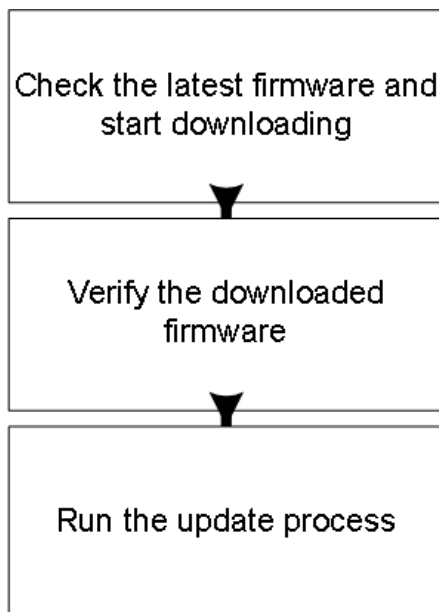 Check the latest firmware and
start downloading
Verify the downloaded
firmware
Run the update process